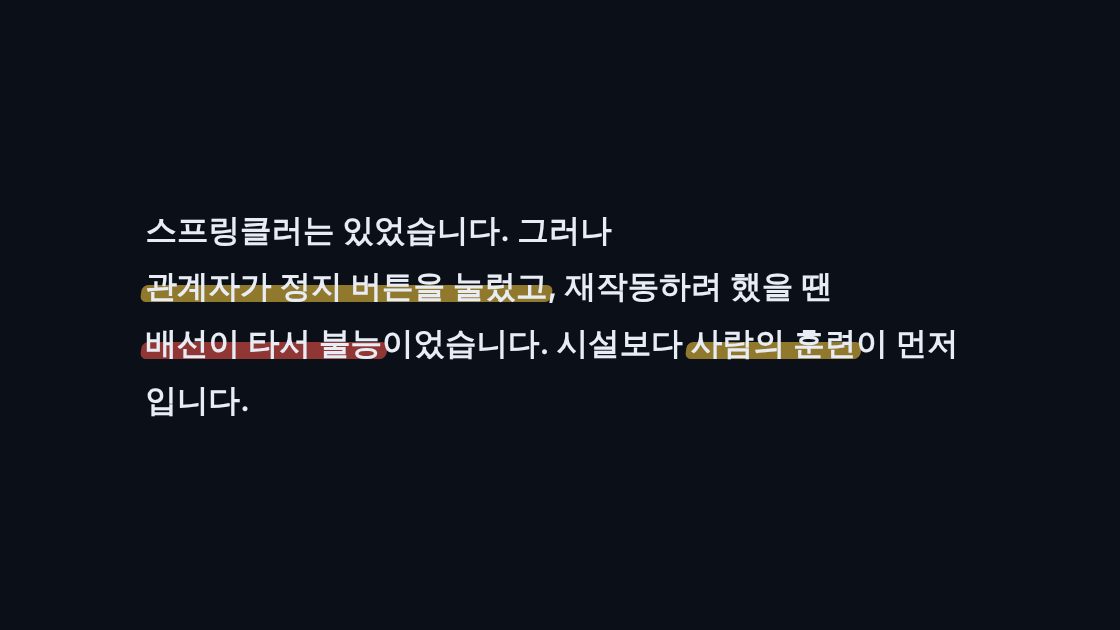 스프링클러는 있었습니다. 그러나
관계자가 정지 버튼을 눌렀고, 재작동하려 했을 땐
배선이 타서 불능이었습니다. 시설보다 사람의 훈련이 먼저
입니다.